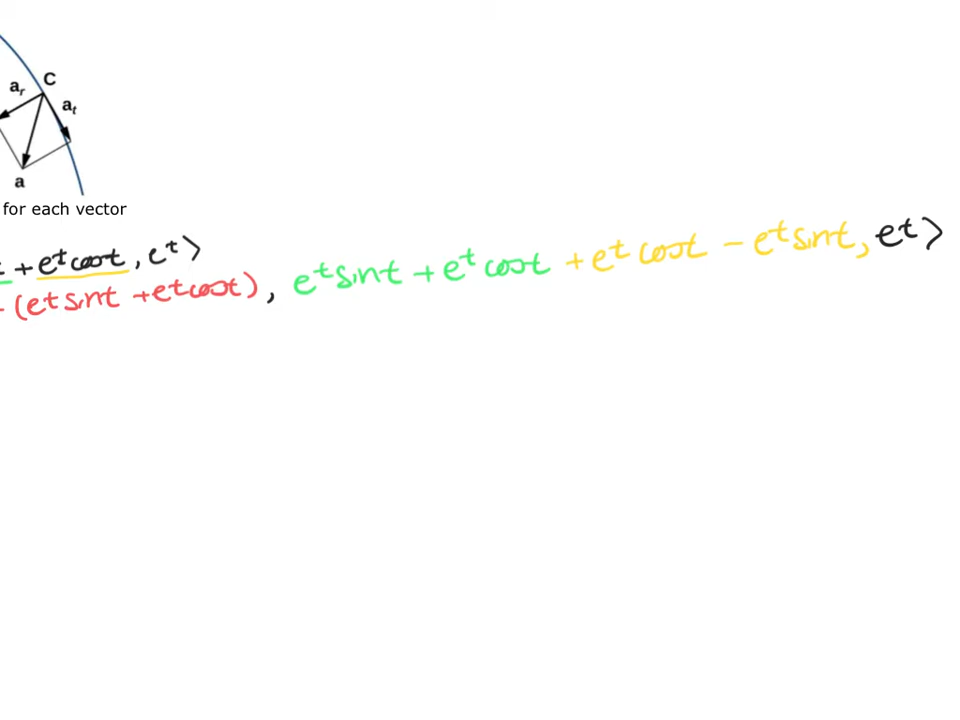 C
a_r
a_t
a
for each vector
+ e^t cost, e^t>
- (e^t sint + e^t cost), e^t sint + e^t cost + e^t cost - e^t sint, e^t>